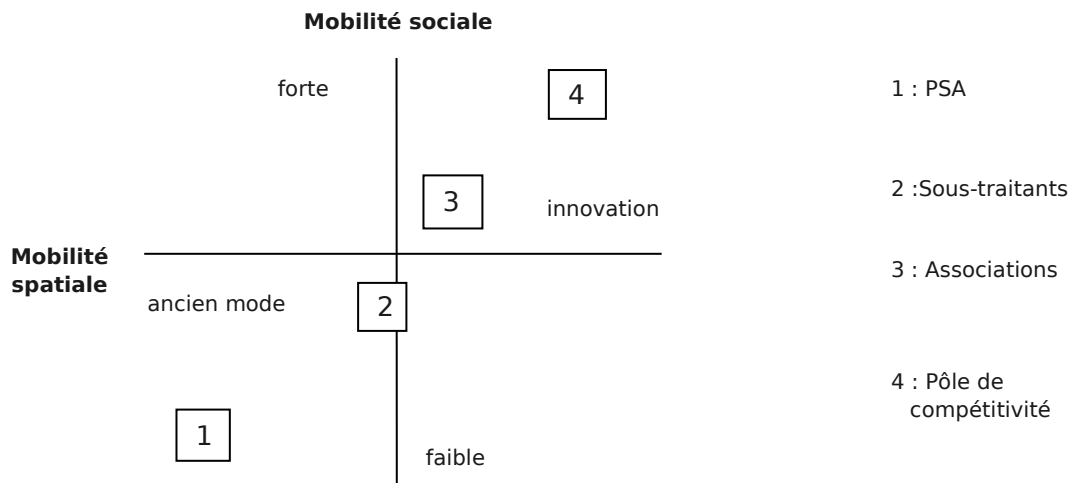 Mobilité sociale
forte
4
1 : PSA
3
2 :Sous-traitants
innovation
Mobilité
spatiale
3 : Associations
ancien mode
2
4 : Pôle de
compétitivité
1
faible